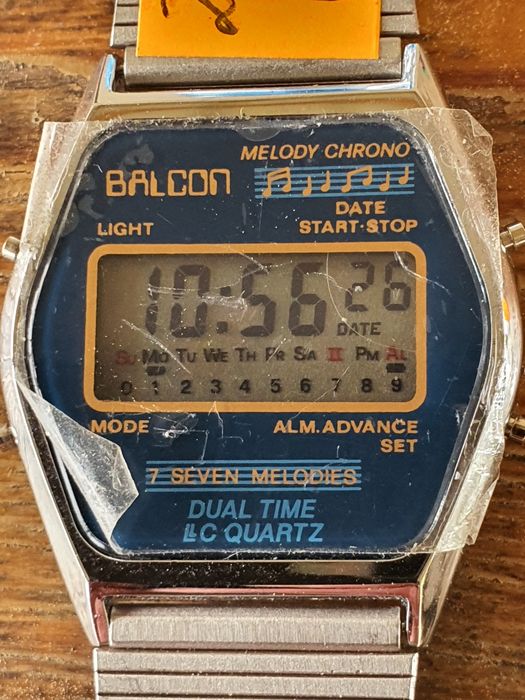 MELODY CHRONO
BALCON
DATE
LIGHT START·STOP
10:56 26
DATE
SU MO TU WE TH FR SA II PM AL
0 1 2 3 4 5 6 7 8 9
MODE ALM.ADVANCE
SET
7 SEVEN MELODIES
DUAL TIME
LLC QUARTZ